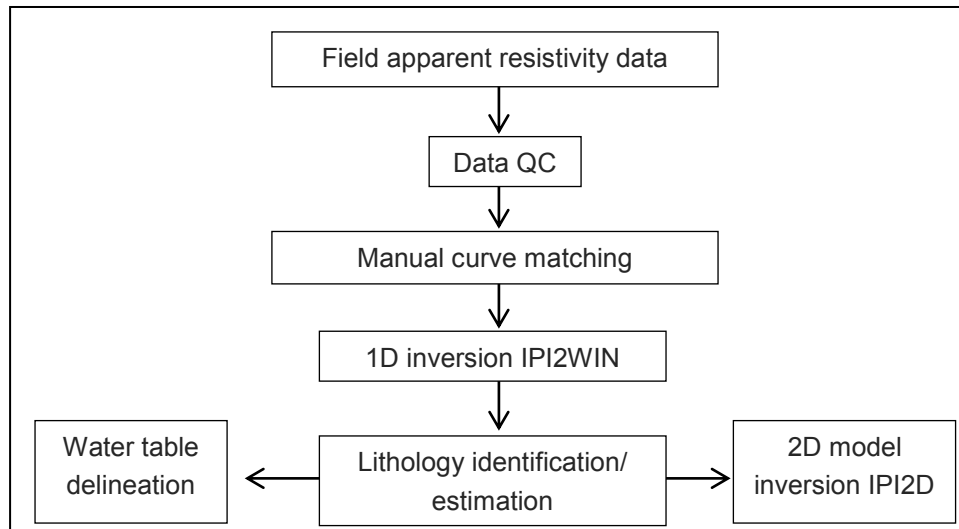 Field apparent resistivity data
Data QC
Manual curve matching
1D inversion IPI2WIN
Water table
delineation
Lithology identification/
estimation
2D model
inversion IPI2D